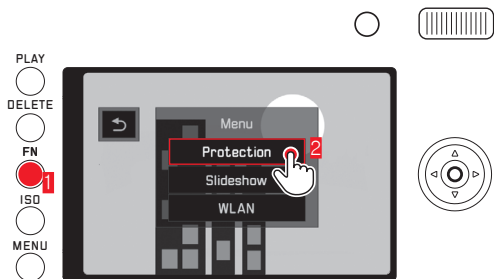 PLAY
DELETE
FN
1
ISO
MENU
Menu
Protection
2
Slideshow
WLAN